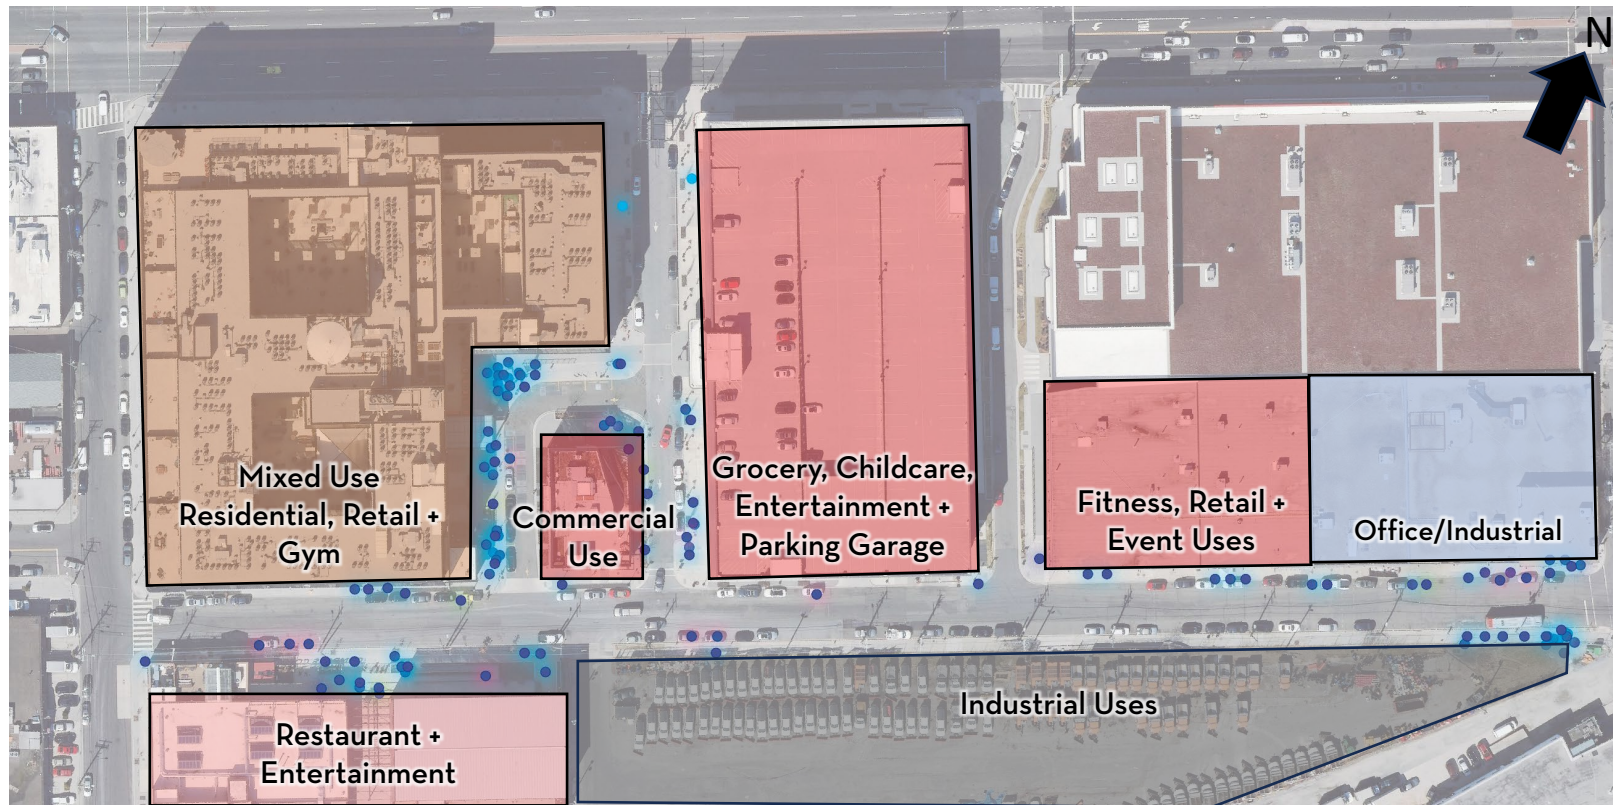 N
Mixed Use
Residential, Retail +
Gym
Commercial
Use
Grocery, Childcare,
Entertainment +
Parking Garage
Fitness, Retail +
Event Uses
Office/Industrial
Industrial Uses
Restaurant +
Entertainment